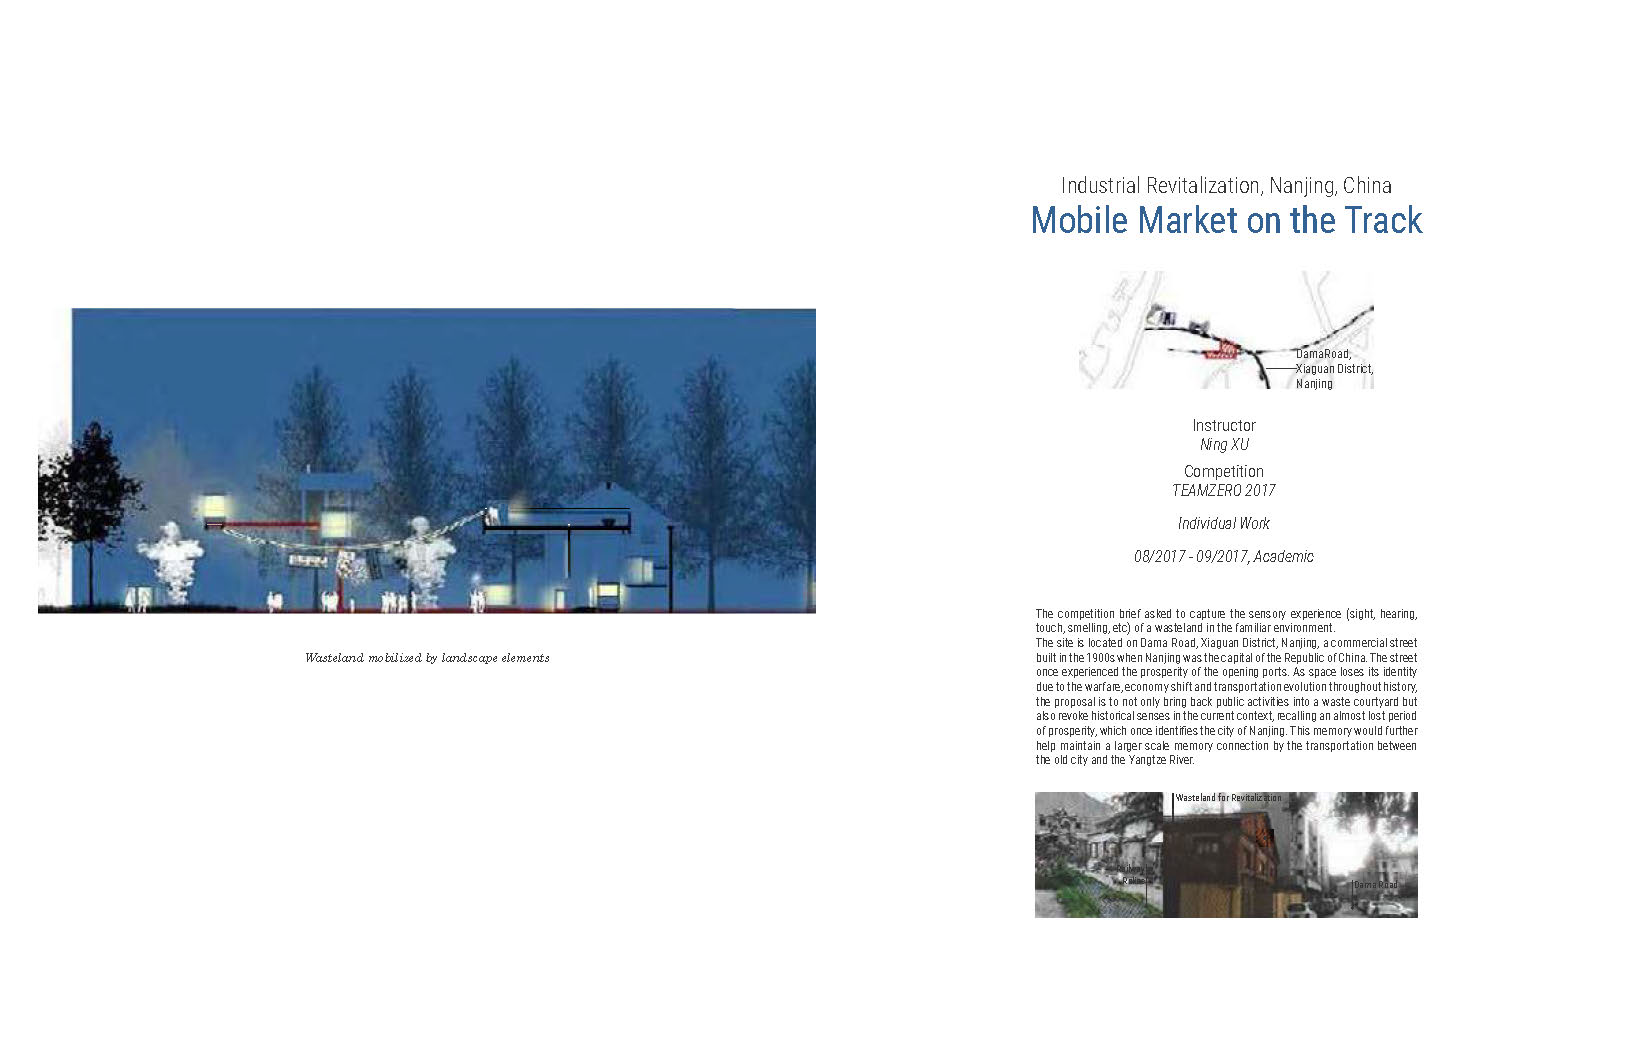 Industrial Revitalization, Nanjing, China
Mobile Market on the Track
DamaRoad,
Xiaguan District,
Nanjing
Instructor
Ning XU
Competition
TEAMZERO 2017
Individual Work
08/2017 - 09/2017, Academic
The competition brief asked to capture the sensory experience (sight, hearing,
touch, smelling, etc) of a wasteland in the familiar environment.
The site is located on Dama Road, Xiaguan District, Nanjing, a commercial street
built in the 1900s when Nanjing was the capital of the Republic of China. The street
once experienced the prosperity of the opening ports. As space loses its identity
due to the warfare, economy shift and transportation evolution throughout history,
the proposal is to not only bring back public activities into a waste courtyard but
also revoke historical senses in the current context, recalling an almost lost period
of prosperity, which once identifies the city of Nanjing. This memory would further
help maintain a larger scale memory connection by the transportation between
the old city and the Yangtze River.
Wasteland mobilized by landscape elements
Wasteland for Revitalization
Railway
Relics
Dama Road